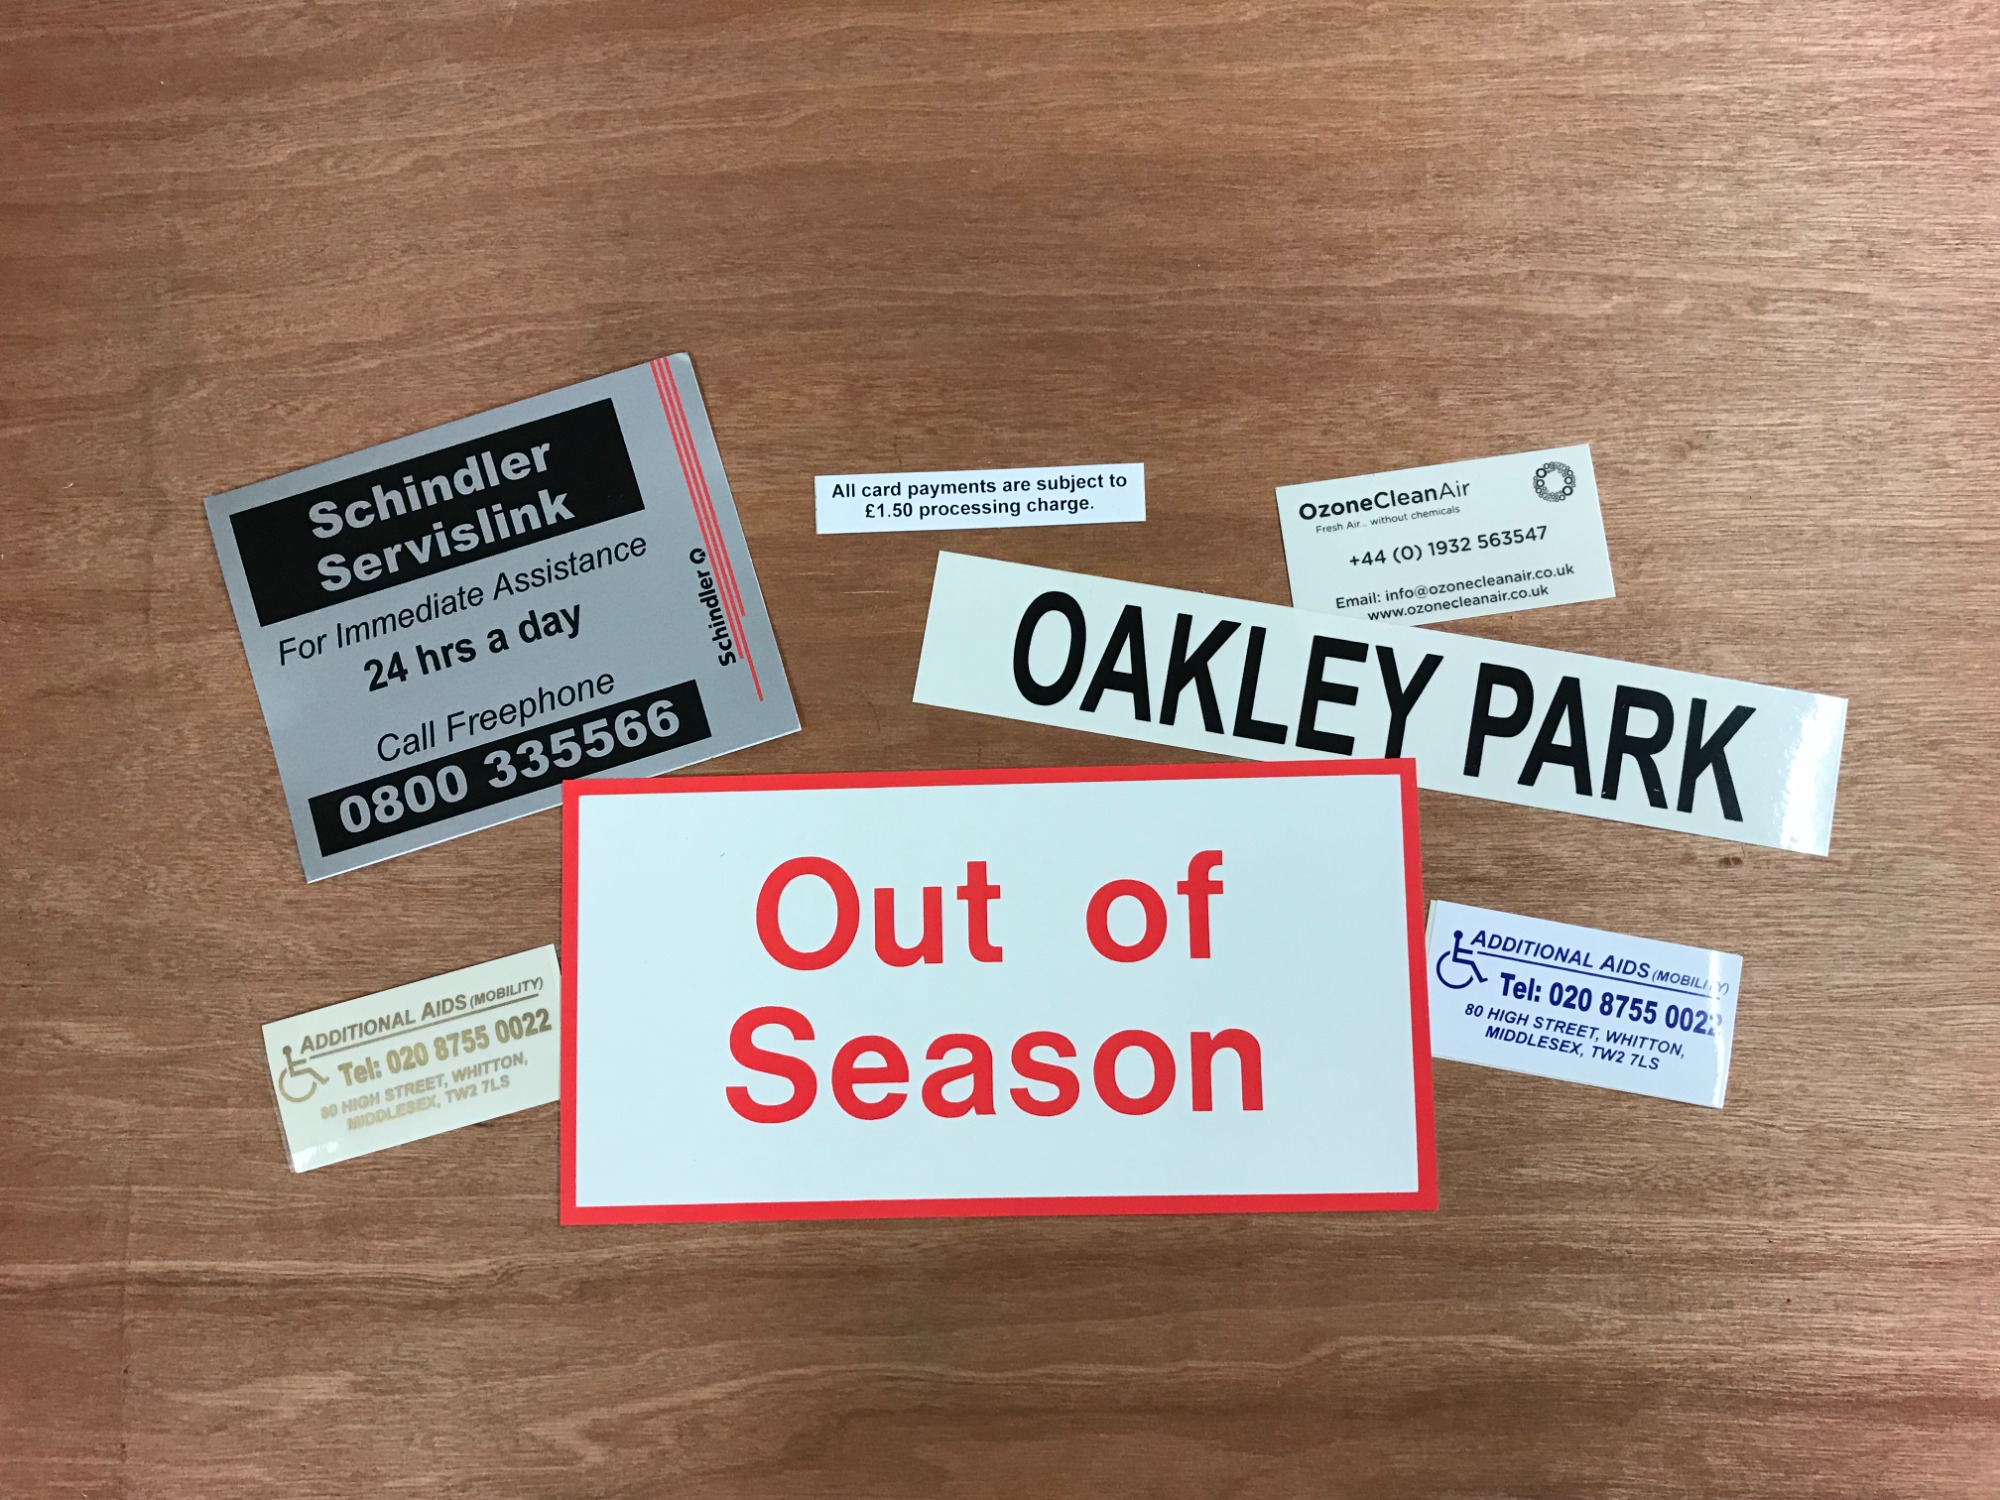 Schindler
Servislink
For Immediate Assistance
24 hrs a day
Call Freephone
0800 335566
Schindler
All card payments are subject to
£1.50 processing charge.
OzoneCleanAir
Fresh Air... without chemicals
+44 (0) 1932 563547
Email: info@ozonecleanair.co.uk
www.ozonecleanair.co.uk
OAKLEY PARK
Out of
Season
ADDITIONAL AIDS (MOBILITY)
Tel: 020 8755 0022
80 HIGH STREET, WHITTON,
MIDDLESEX, TW2 7LS
ADDITIONAL AIDS (MOBILITY)
Tel: 020 8755 0022
80 HIGH STREET, WHITTON,
MIDDLESEX, TW2 7LS